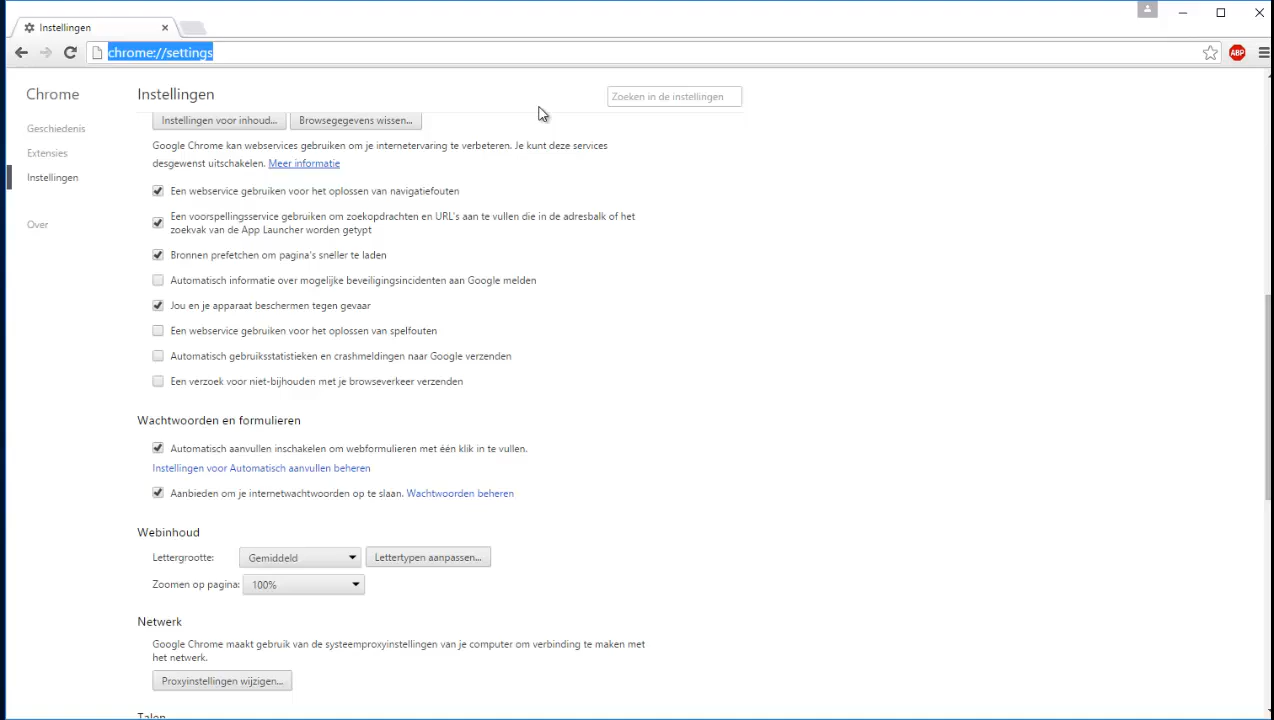 Instellingen
chrome://settings
ABP
Chrome
Instellingen
Zoeken in de instellingen
Geschiedenis
Extensies
Instellingen
Over
Instellingen voor inhoud...
Browsegegevens wissen...
Google Chrome kan webservices gebruiken om je internetervaring te verbeteren. Je kunt deze services
desgewenst uitschakelen. Meer informatie
Een webservice gebruiken voor het oplossen van navigatiefouten
Een voorspellingsservice gebruiken om zoekopdrachten en URL's aan te vullen die in de adresbalk of het
zoekvak van de App Launcher worden getypt
Bronnen prefetchen om pagina's sneller te laden
Automatisch informatie over mogelijke beveiligingsincidenten aan Google melden
Jou en je apparaat beschermen tegen gevaar
Een webservice gebruiken voor het oplossen van spelfouten
Automatisch gebruiksstatistieken en crashmeldingen naar Google verzenden
Een verzoek voor niet-bijhouden met je browseverkeer verzenden
Wachtwoorden en formulieren
Automatisch aanvullen inschakelen om webformulieren met één klik in te vullen.
Instellingen voor Automatisch aanvullen beheren
Aanbieden om je internetwachtwoorden op te slaan. Wachtwoorden beheren
Webinhoud
Lettergrootte: Gemiddeld Lettertypen aanpassen...
Zoomen op pagina: 100%
Netwerk
Google Chrome maakt gebruik van de systeemproxyinstellingen van je computer om verbinding te maken met
het netwerk.
Proxyinstellingen wijzigen...
Talen